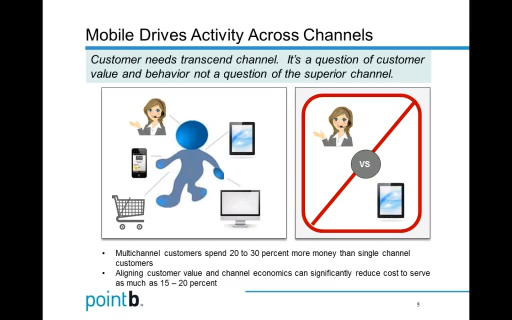 Mobile Drives Activity Across Channels
Customer needs transcend channel. It's a question of customer
value and behavior not a question of the superior channel.
VS
• Multichannel customers spend 20 to 30 percent more money than single channel
customers
• Aligning customer value and channel economics can significantly reduce cost to serve
as much as 15 – 20 percent
pointb.